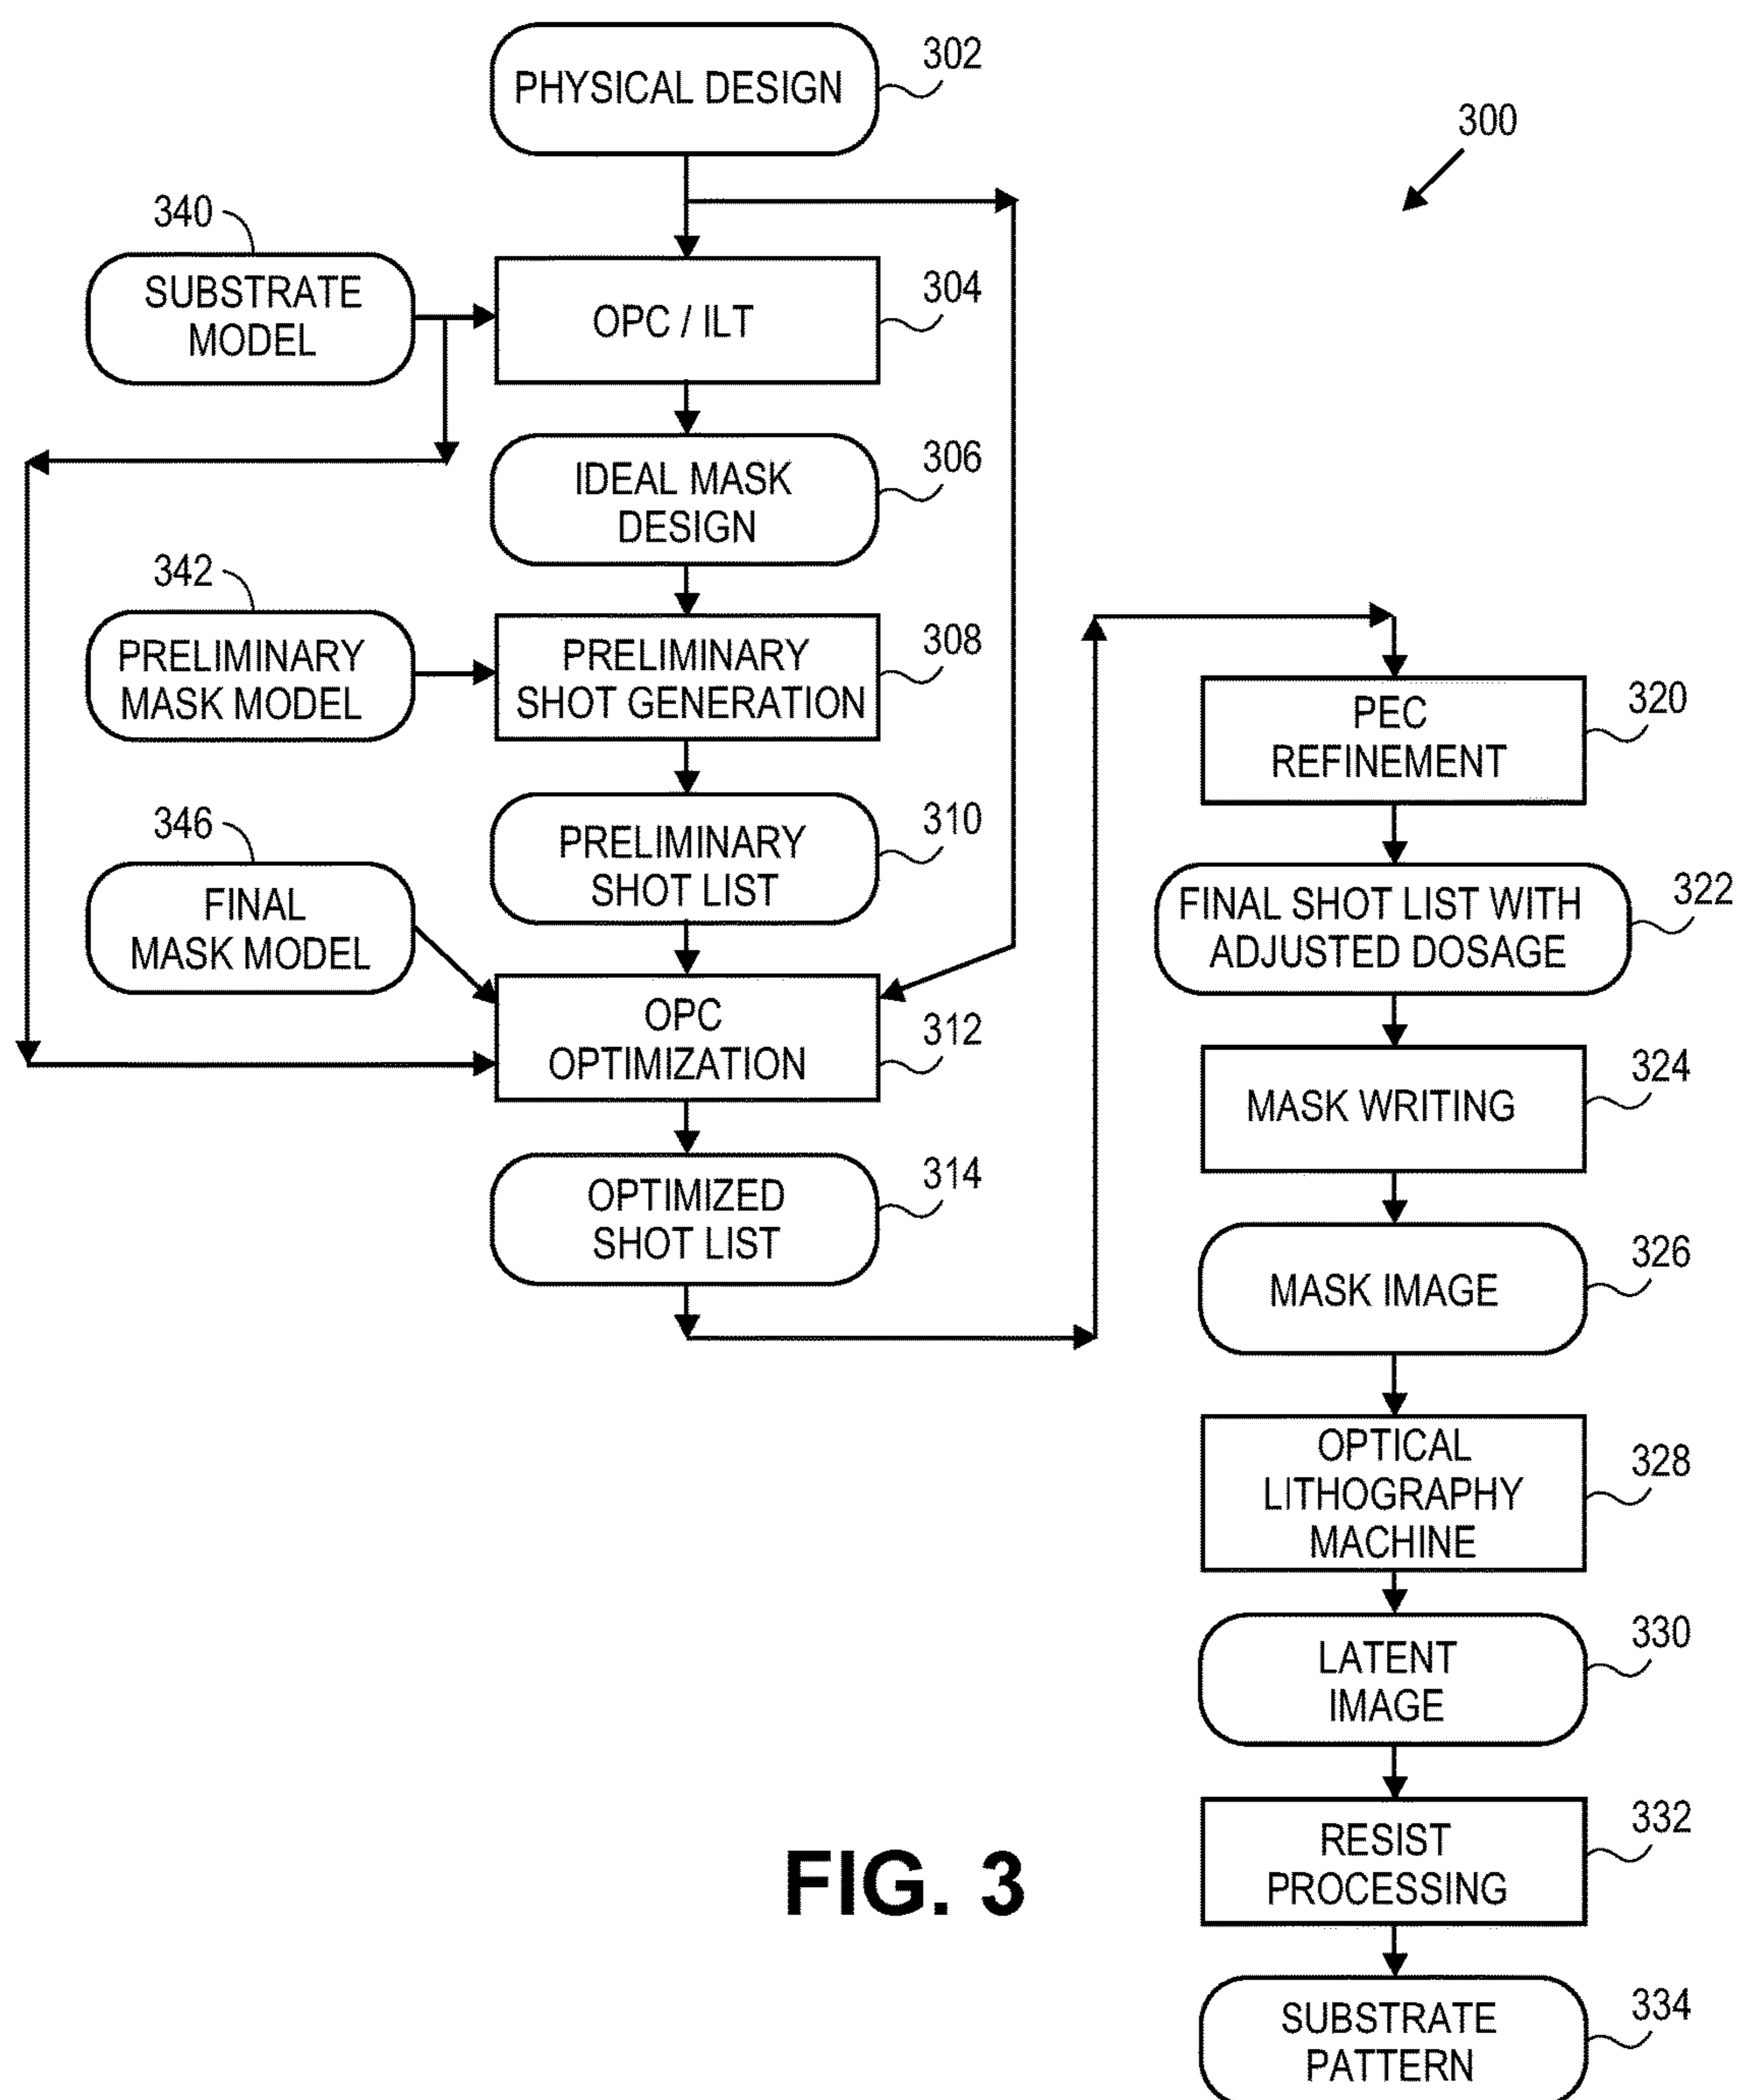 302
PHYSICAL DESIGN
300
340
SUBSTRATE
MODEL
304
OPC / ILT
306
IDEAL MASK
DESIGN
342
PRELIMINARY
MASK MODEL
308
PRELIMINARY
SHOT GENERATION
346
FINAL
MASK MODEL
310
PRELIMINARY
SHOT LIST
312
OPC
OPTIMIZATION
314
OPTIMIZED
SHOT LIST
320
PEC
REFINEMENT
322
FINAL SHOT LIST WITH
ADJUSTED DOSAGE
324
MASK WRITING
326
MASK IMAGE
328
OPTICAL
LITHOGRAPHY
MACHINE
330
LATENT
IMAGE
332
RESIST
PROCESSING
334
SUBSTRATE
PATTERN
FIG. 3